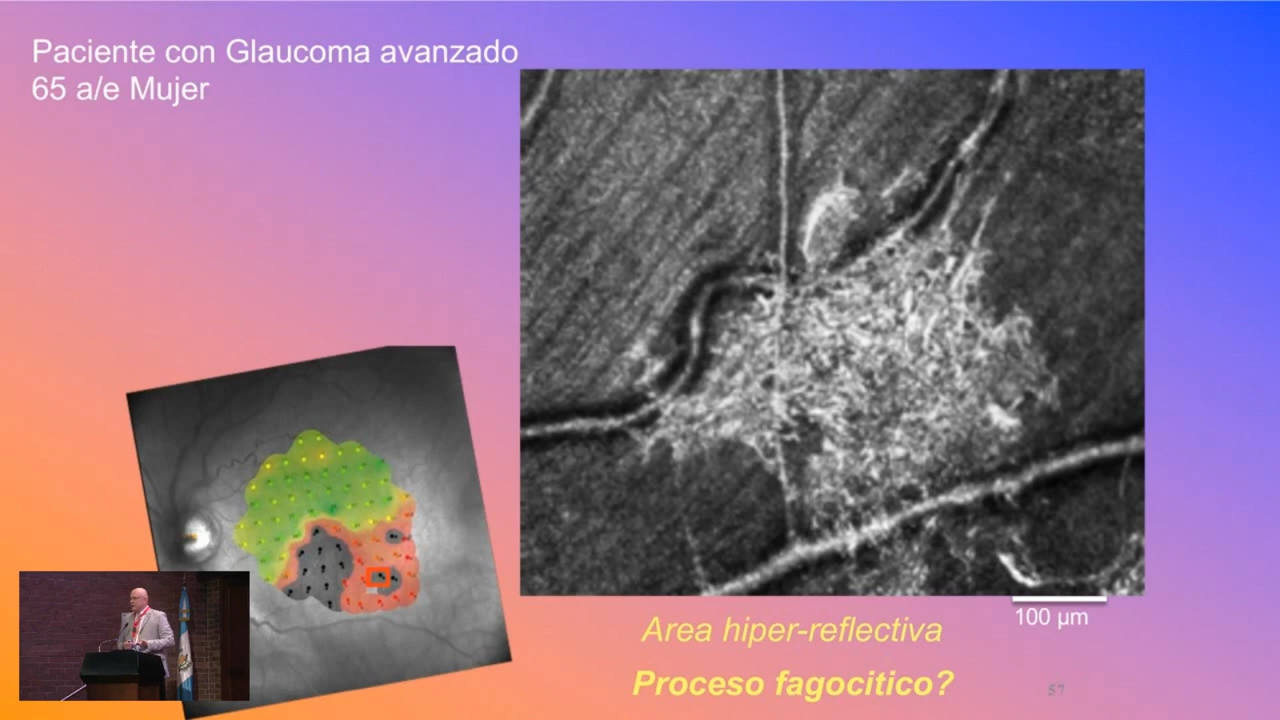 Paciente con Glaucoma avanzado
65 a/e Mujer
100 µm
Area hiper-reflectiva
Proceso fagocitico?
57